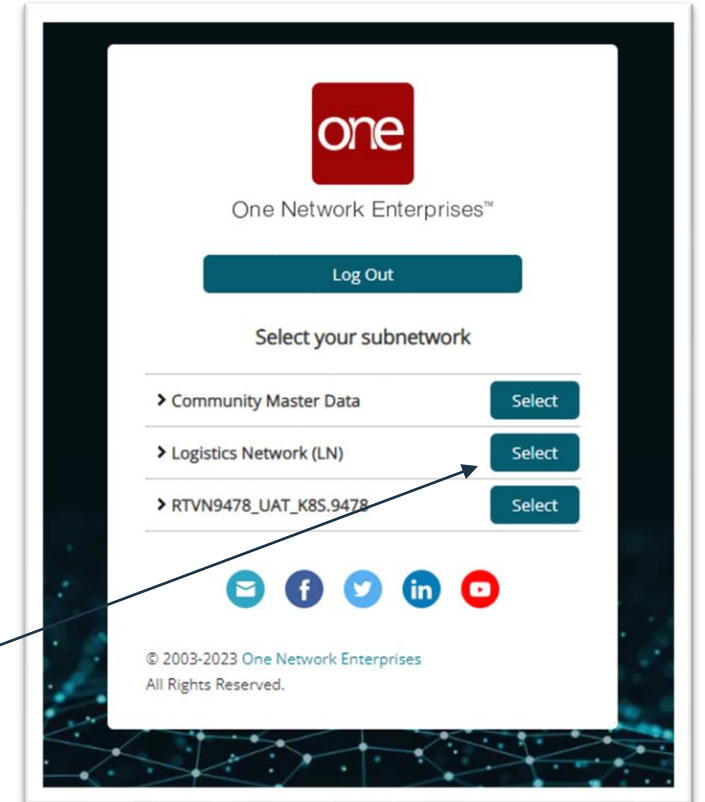 one
One Network Enterprises™
Log Out
Select your subnetwork
Community Master Data Select
Logistics Network (LN) Select
RTVN9478_UAT_K8S.9478 Select
f in
© 2003-2023 One Network Enterprises
All Rights Reserved.